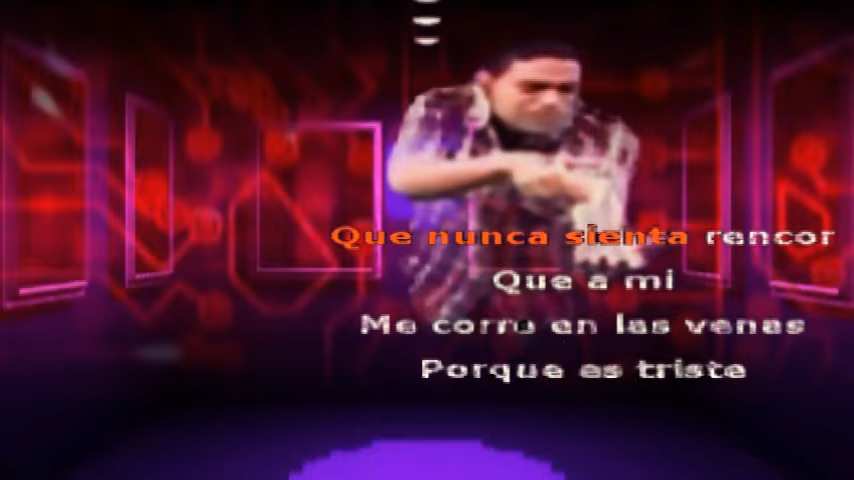 Que nunca sienta rencor
Que a mi
Me corre en las venas
Porque es triste